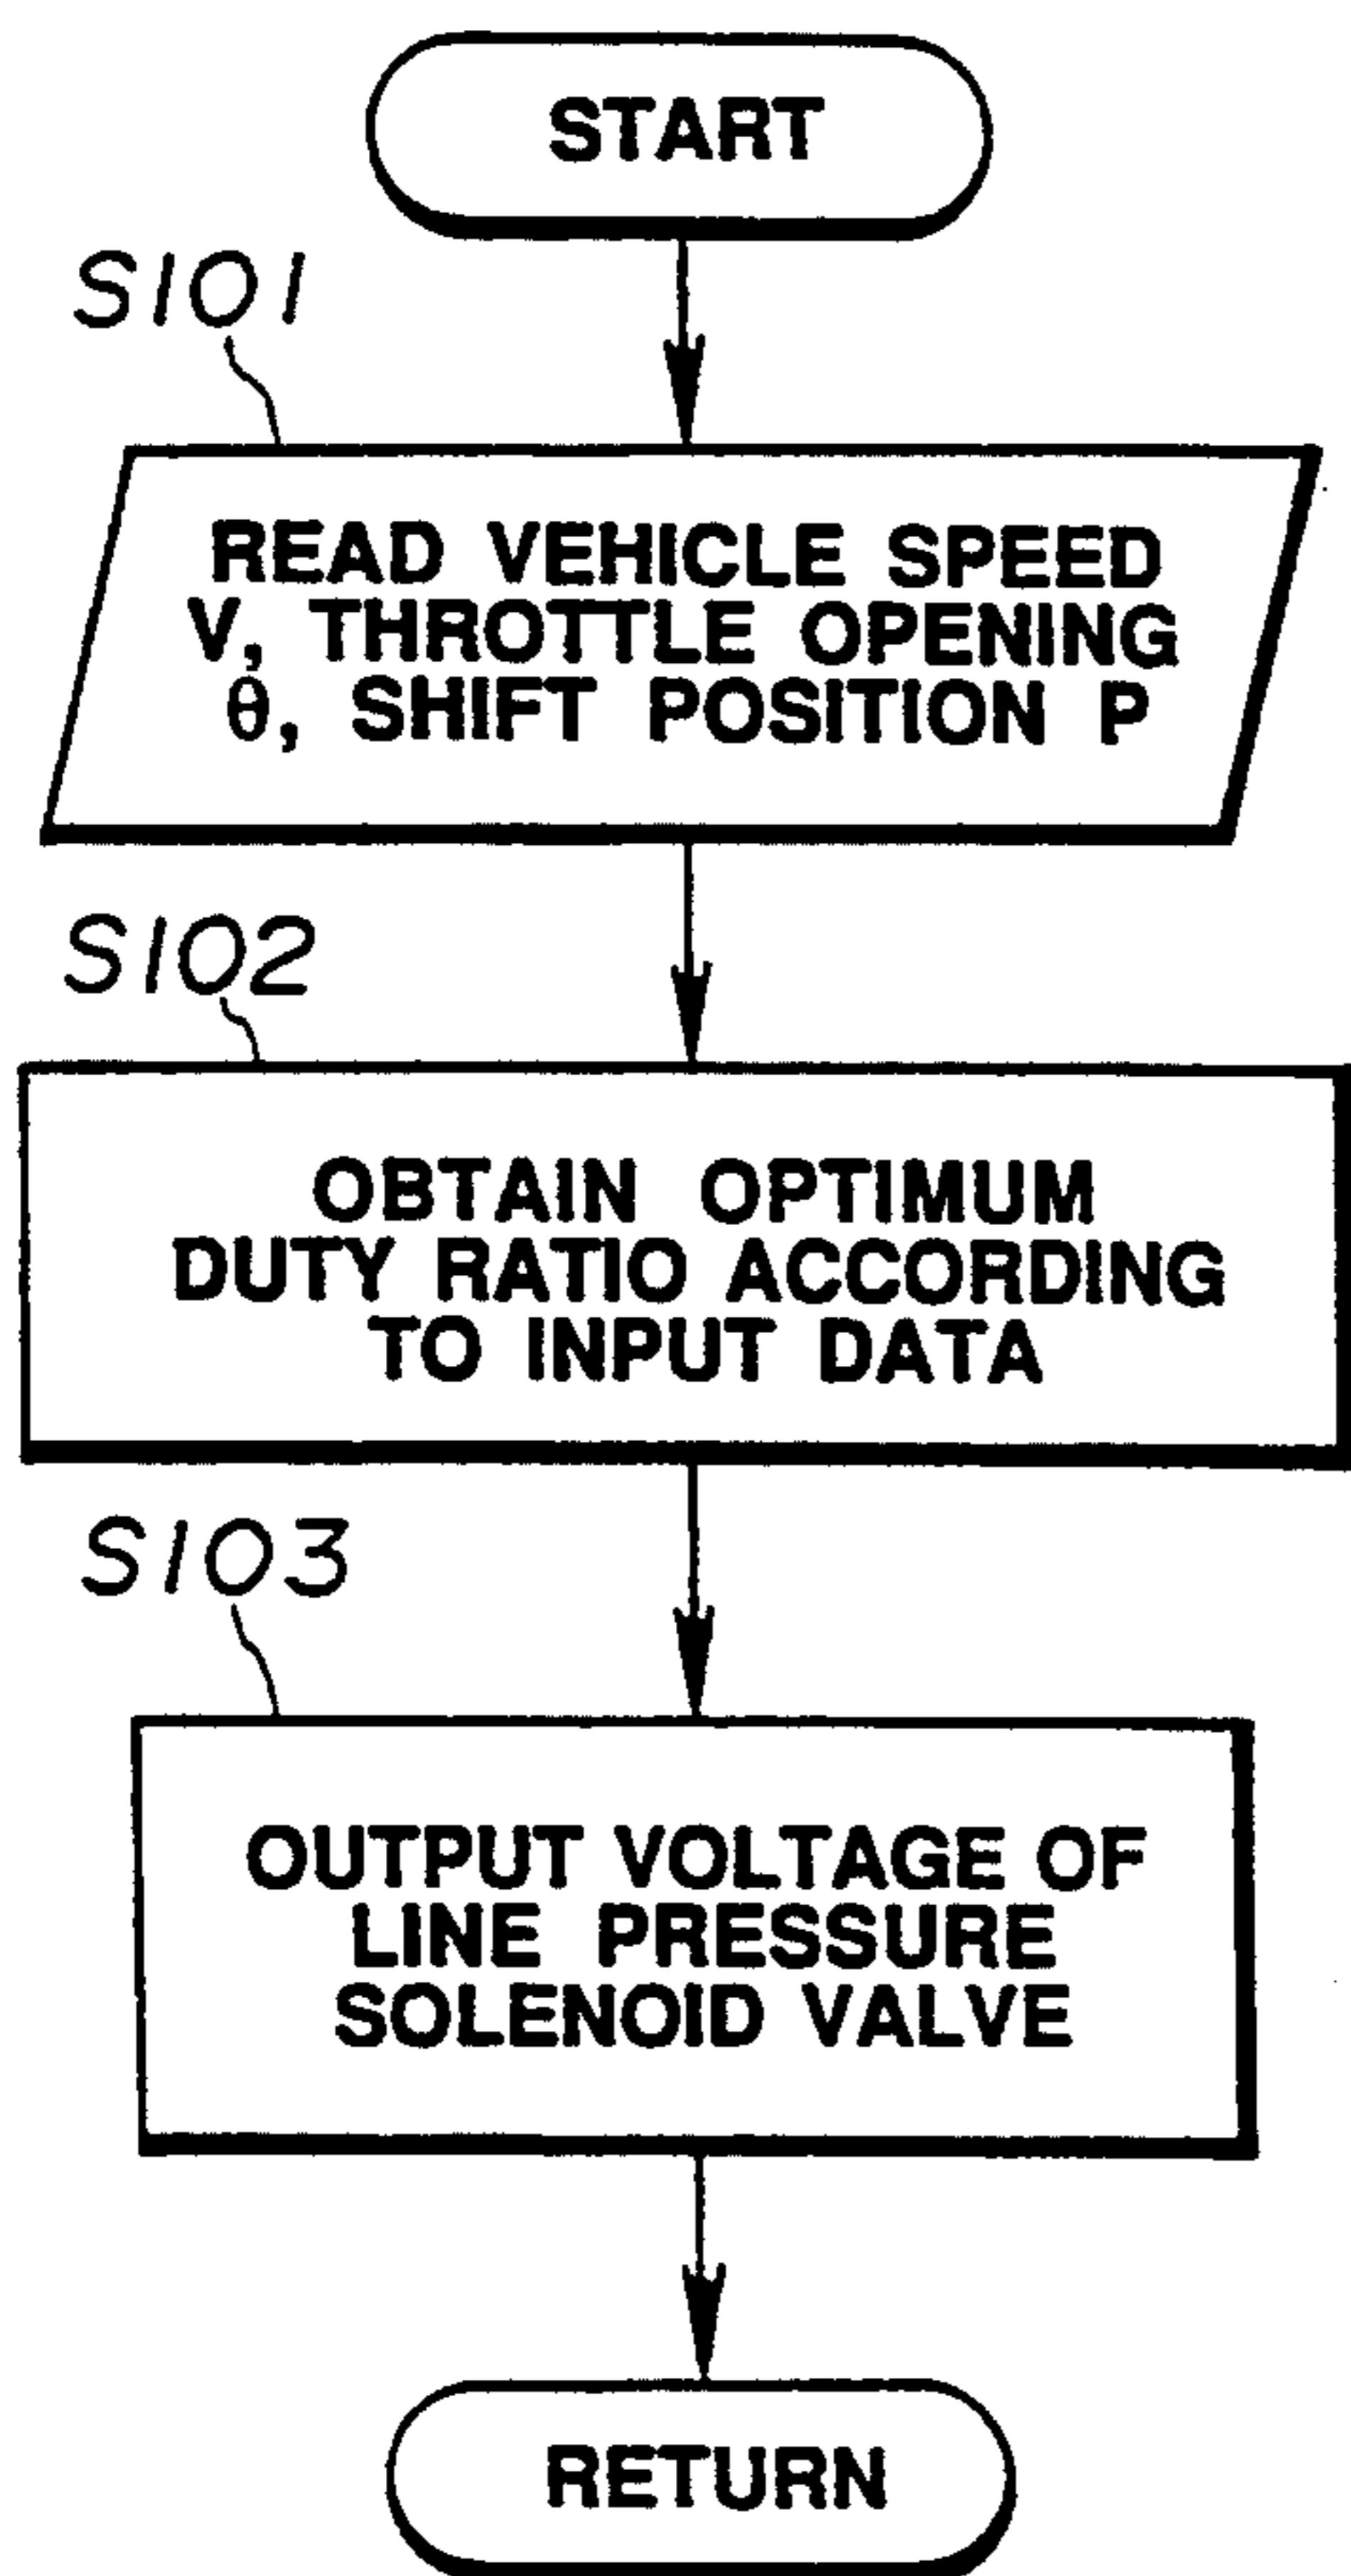 START
S101
READ VEHICLE SPEED
V, THROTTLE OPENING
θ, SHIFT POSITION P
S102
OBTAIN OPTIMUM
DUTY RATIO ACCORDING
TO INPUT DATA
S103
OUTPUT VOLTAGE OF
LINE PRESSURE
SOLENOID VALVE
RETURN